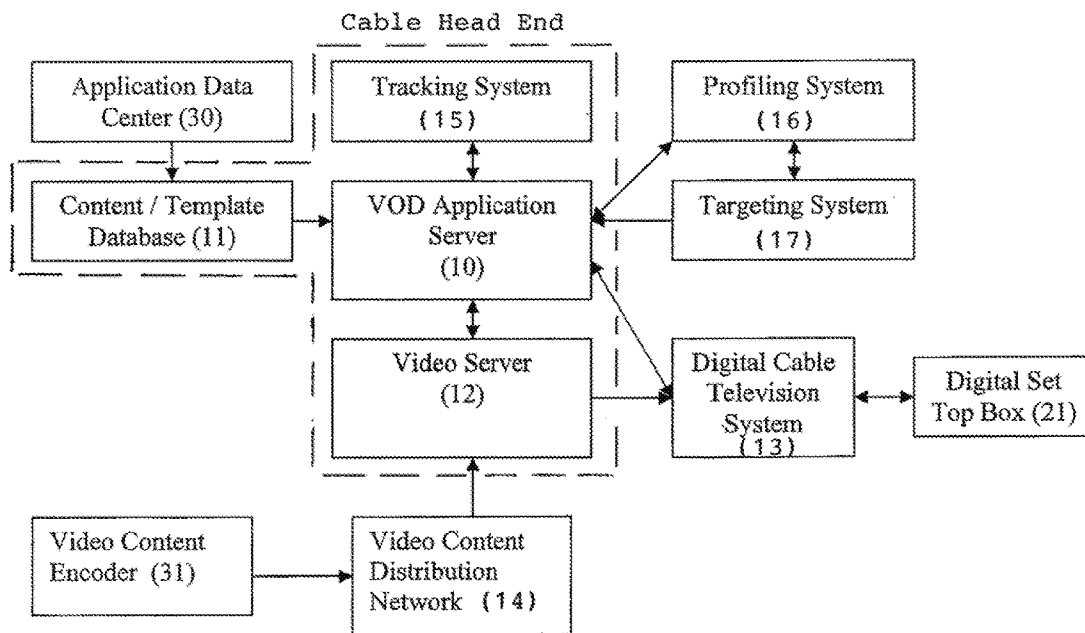 Cable Head End
Application Data
Center (30)
Tracking System
(15)
Profiling System
(16)
Content / Template
Database (11)
VOD Application
Server
(10)
Targeting System
(17)
Video Server
(12)
Digital Cable
Television
System
(13)
Digital Set
Top Box (21)
Video Content
Encoder (31)
Video Content
Distribution
Network (14)